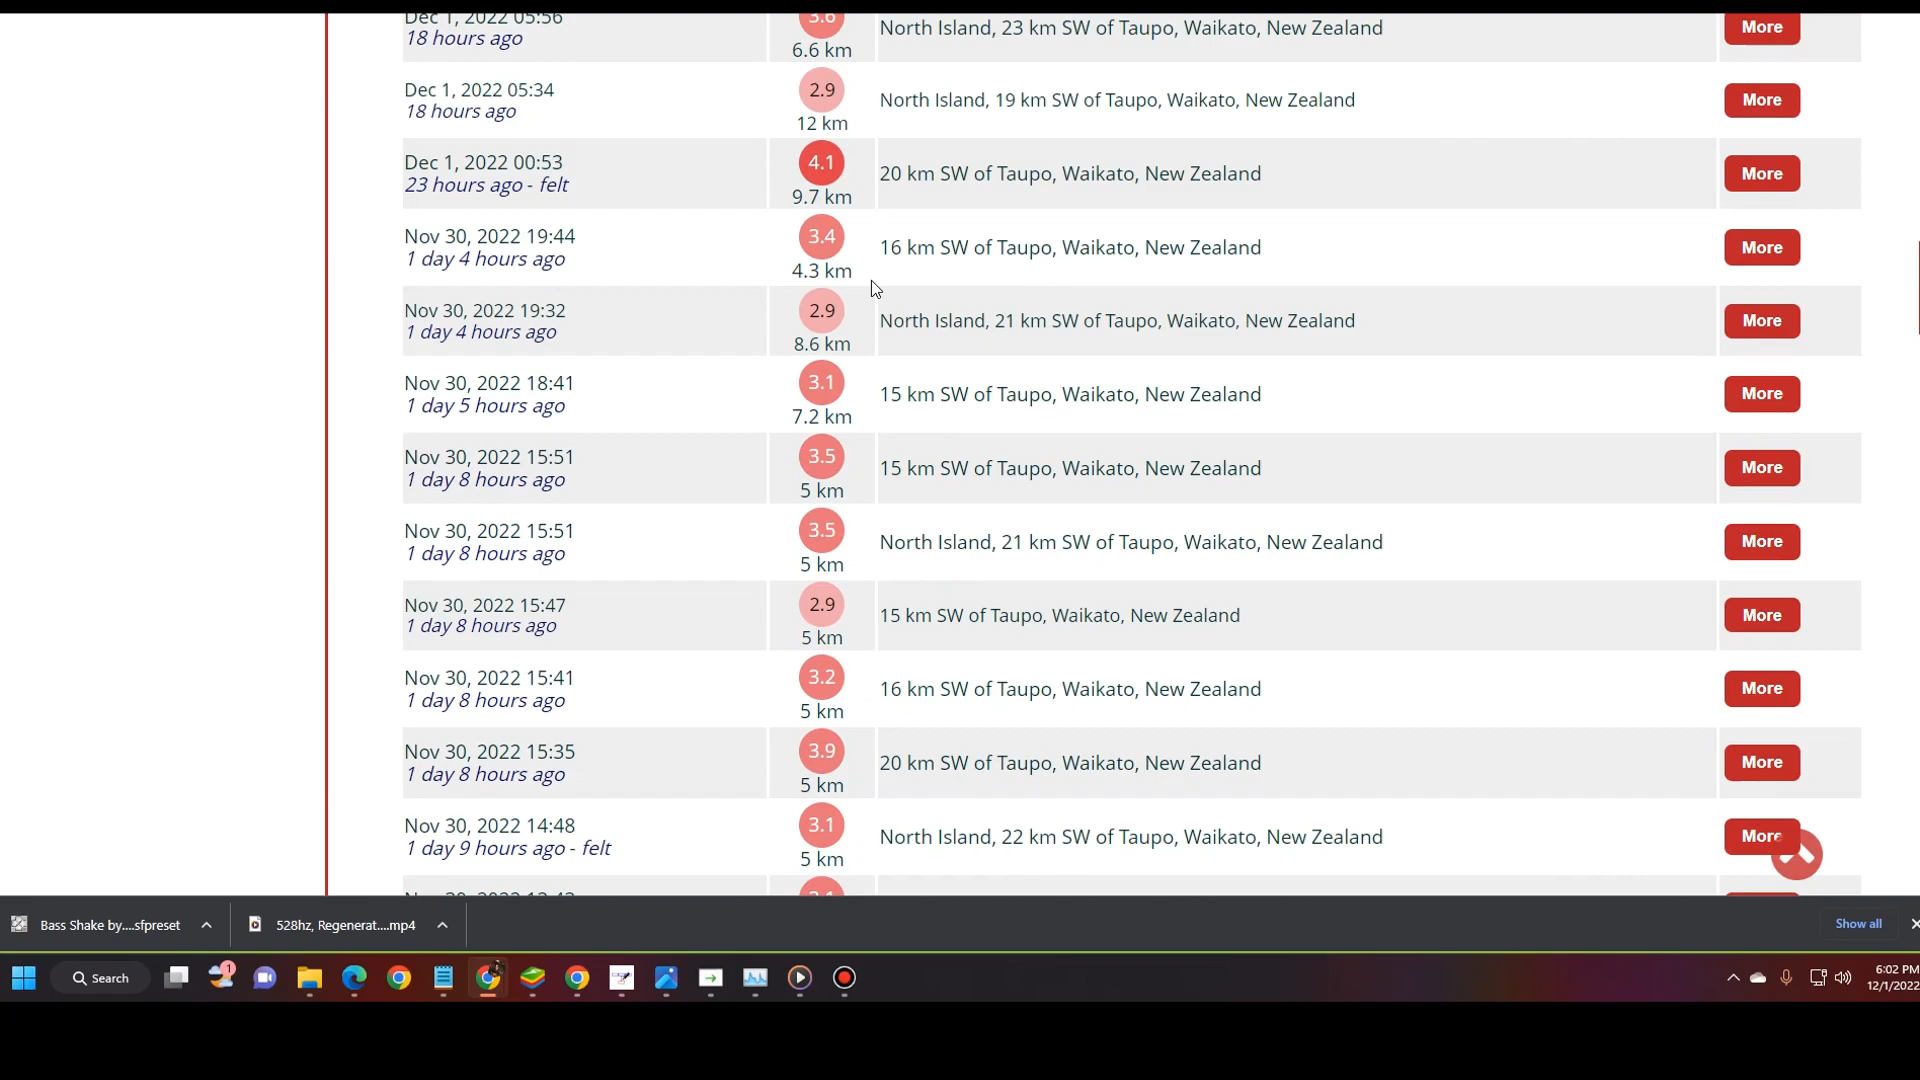 Dec 1, 2022 05:56
18 hours ago
3.6
6.6 km
North Island, 23 km SW of Taupo, Waikato, New Zealand
More
Dec 1, 2022 05:34
18 hours ago
2.9
12 km
North Island, 19 km SW of Taupo, Waikato, New Zealand
More
Dec 1, 2022 00:53
23 hours ago - felt
4.1
9.7 km
20 km SW of Taupo, Waikato, New Zealand
More
Nov 30, 2022 19:44
1 day 4 hours ago
3.4
4.3 km
16 km SW of Taupo, Waikato, New Zealand
More
Nov 30, 2022 19:32
1 day 4 hours ago
2.9
8.6 km
North Island, 21 km SW of Taupo, Waikato, New Zealand
More
Nov 30, 2022 18:41
1 day 5 hours ago
3.1
7.2 km
15 km SW of Taupo, Waikato, New Zealand
More
Nov 30, 2022 15:51
1 day 8 hours ago
3.5
5 km
15 km SW of Taupo, Waikato, New Zealand
More
Nov 30, 2022 15:51
1 day 8 hours ago
3.5
5 km
North Island, 21 km SW of Taupo, Waikato, New Zealand
More
Nov 30, 2022 15:47
1 day 8 hours ago
2.9
5 km
15 km SW of Taupo, Waikato, New Zealand
More
Nov 30, 2022 15:41
1 day 8 hours ago
3.2
5 km
16 km SW of Taupo, Waikato, New Zealand
More
Nov 30, 2022 15:35
1 day 8 hours ago
3.9
5 km
20 km SW of Taupo, Waikato, New Zealand
More
Nov 30, 2022 14:48
1 day 9 hours ago - felt
3.1
5 km
North Island, 22 km SW of Taupo, Waikato, New Zealand
More
Bass Shake by....sfpreset
528hz, Regenerat....mp4
Show all
Search
1
6:02 PM
12/1/2022